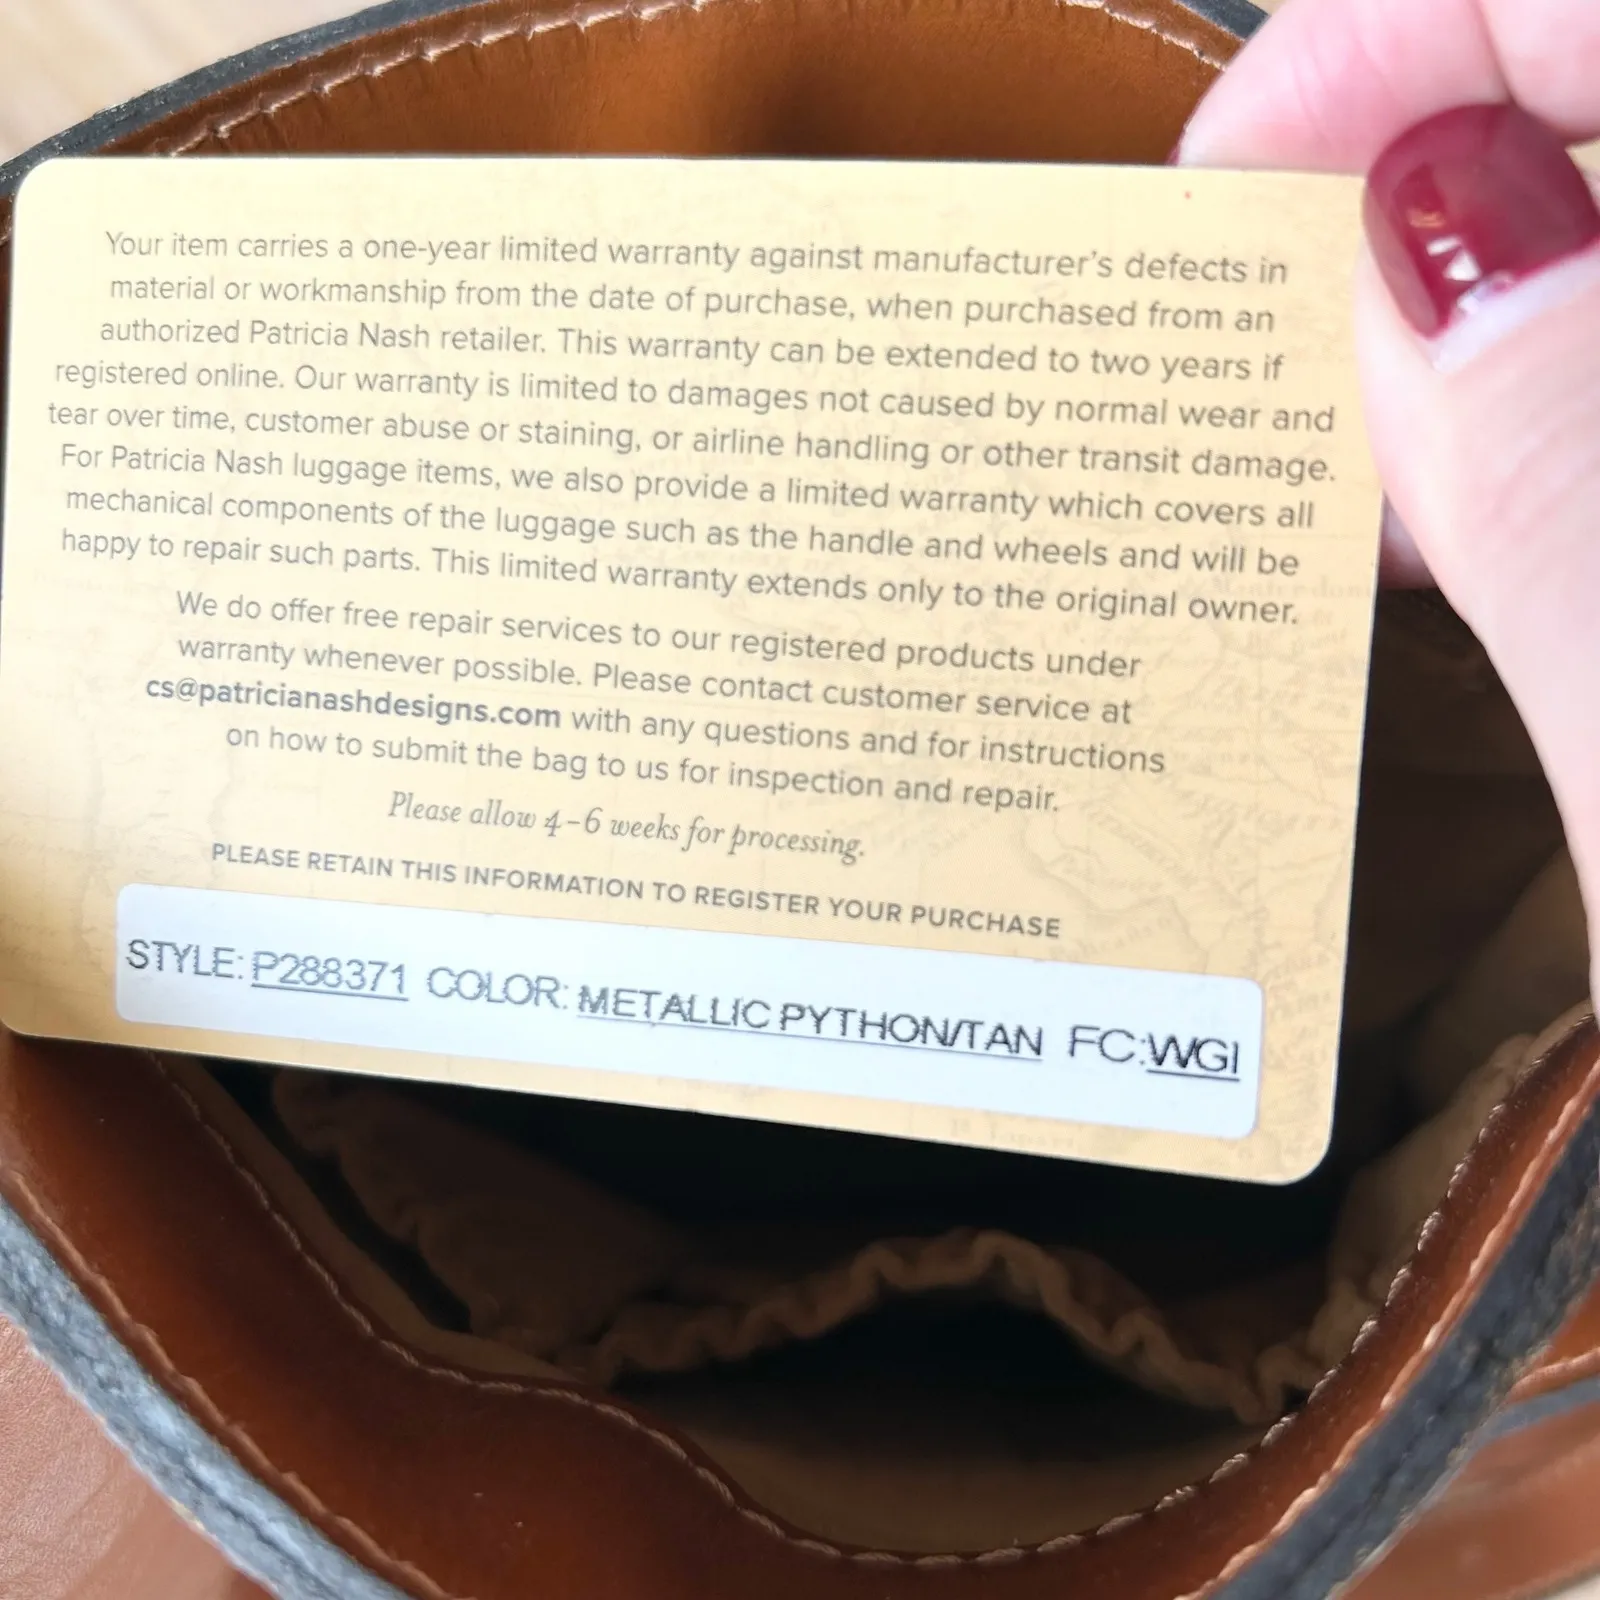 Your item carries a one-year limited warranty against manufacturer's defects in
material or workmanship from the date of purchase, when purchased from an
authorized Patricia Nash retailer. This warranty can be extended to two years if
registered online. Our warranty is limited to damages not caused by normal wear and
tear over time, customer abuse or staining, or airline handling or other transit damage.
For Patricia Nash luggage items, we also provide a limited warranty which covers all
mechanical components of the luggage such as the handle and wheels and will be
happy to repair such parts. This limited warranty extends only to the original owner.
We do offer free repair services to our registered products under
warranty whenever possible. Please contact customer service at
cs@patricianashdesigns.com with any questions and for instructions
on how to submit the bag to us for inspection and repair.
Please allow 4-6 weeks for processing.
PLEASE RETAIN THIS INFORMATION TO REGISTER YOUR PURCHASE
STYLE: P288371 COLOR: METALLIC PYTHON/TAN FC:WGI